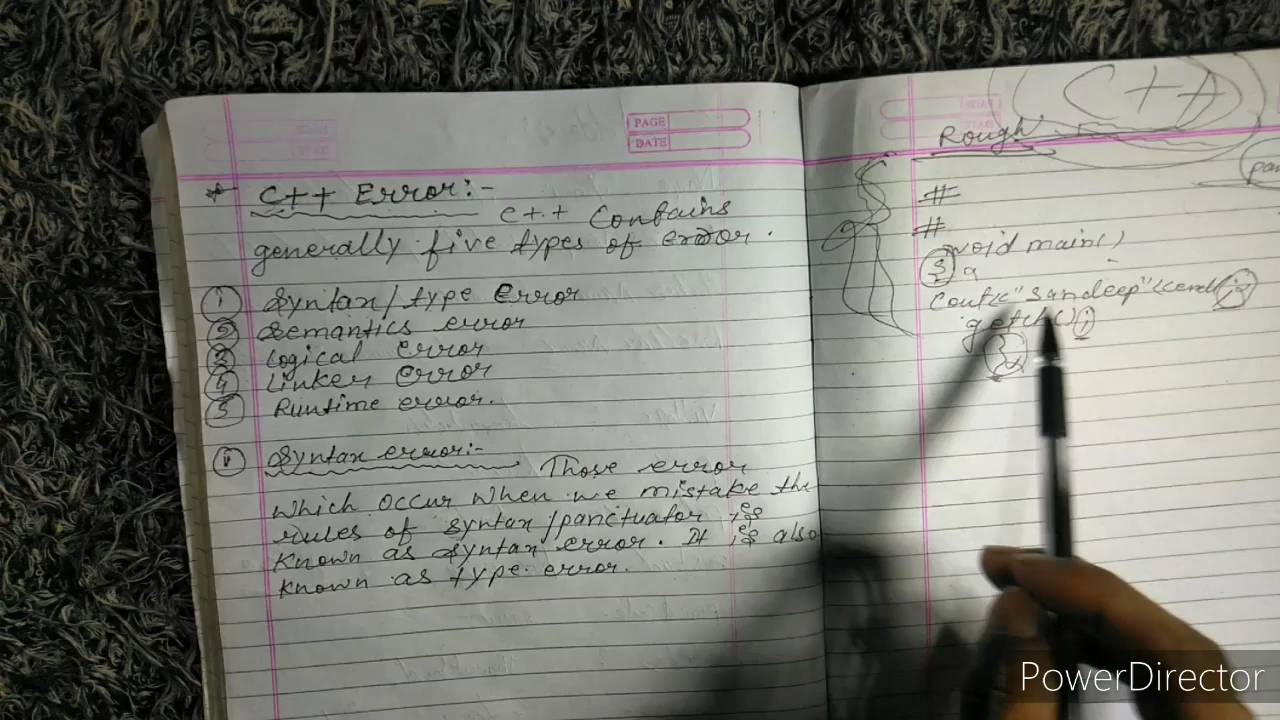 PAGE
DATE
* C++ Error:-
C++ Contains
generally five types of error.
① Syntax/type Error
② Semantics error
③ Logical error
④ Linker Error
⑤ Runtime error.
① Syntax error:-
Those error
which occur when we mistake the
rules of syntax/panctuator is
known as syntax error. It is also
known as type error.
C++
Rough
#
#
void main()
{ a
Cout<<"Sandeep"<<endl;
getch();
}
PowerDirector